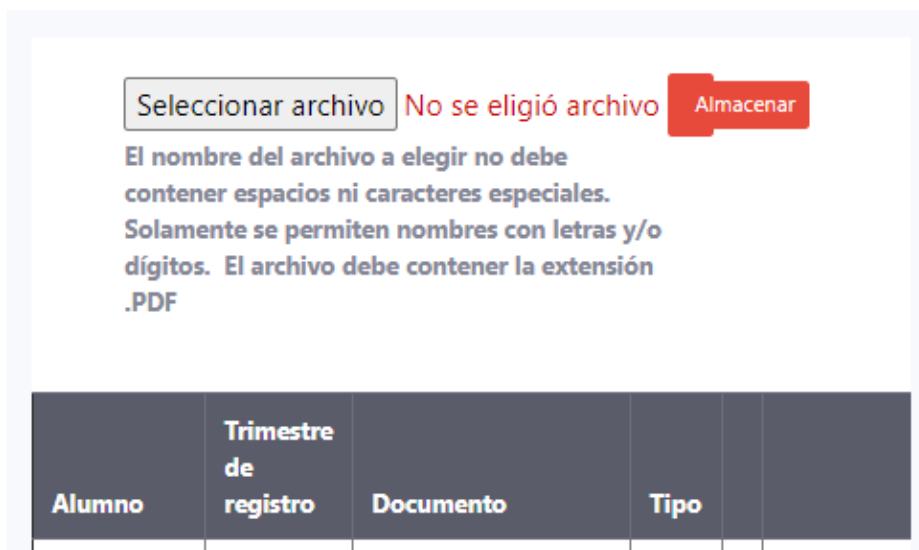 Seleccionar archivo No se eligió archivo Almacenar
El nombre del archivo a elegir no debe
contener espacios ni caracteres especiales.
Solamente se permiten nombres con letras y/o
dígitos. El archivo debe contener la extensión
.PDF
Trimestre
de
Alumno registro Documento Tipo